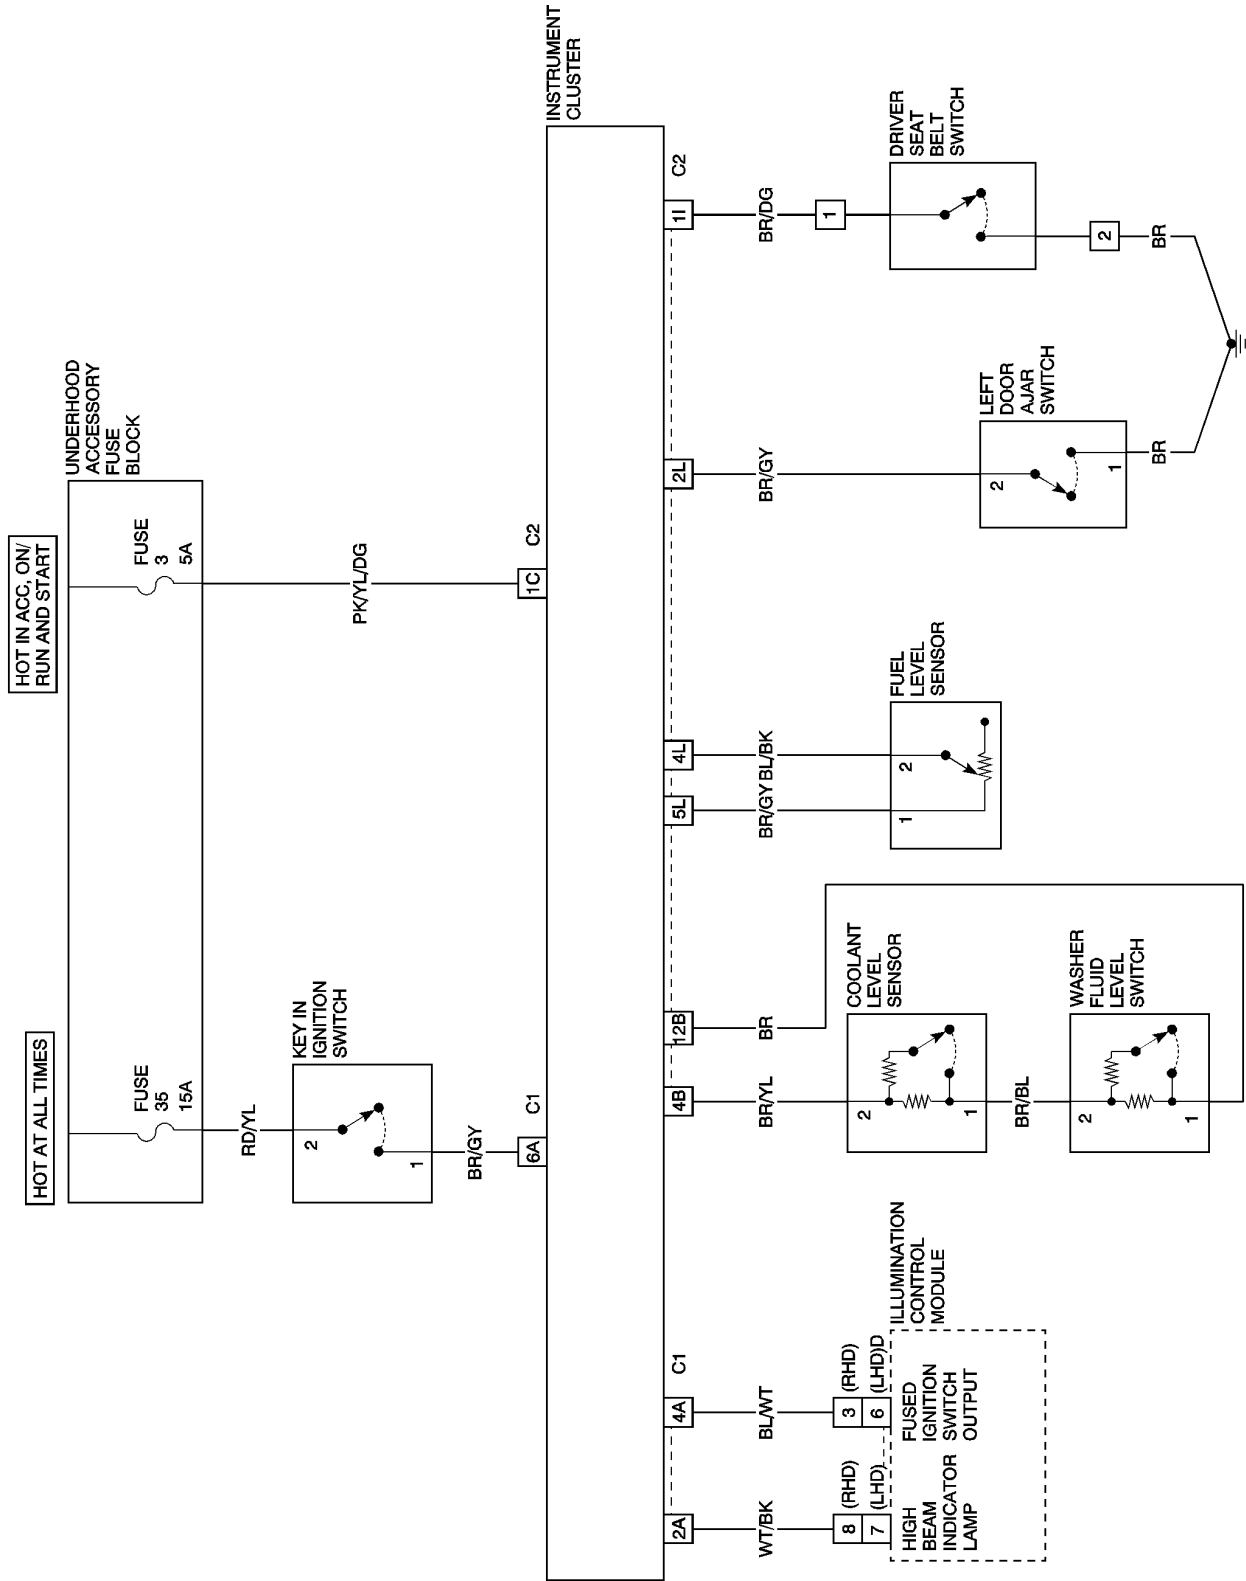 HOT AT ALL TIMES
HOT IN ACC, ON/
RUN AND START
UNDERHOOD
ACCESSORY
FUSE
BLOCK
FUSE
35
15A
FUSE
3
5A
RD/YL
KEY IN
IGNITION
SWITCH
2
1
BR/GY
PK/YL/DG
6A
C1
1C
C2
INSTRUMENT
CLUSTER
2A
4A
C1
4B
12B
5L
4L
2L
1I
C2
WT/BK
BL/WT
BR/YL
BR
BR/GY
BL/BK
BR/GY
BR/DG
8
(RHD)
7
(LHD)
3
(RHD)
6
(LHD)D
ILLUMINATION
CONTROL
MODULE
HIGH
BEAM
INDICATOR
LAMP
FUSED
IGNITION
SWITCH
OUTPUT
COOLANT
LEVEL
SENSOR
2
1
BR/BL
WASHER
FLUID
LEVEL
SWITCH
2
1
FUEL
LEVEL
SENSOR
1
2
LEFT
DOOR
AJAR
SWITCH
2
1
BR
1
DRIVER
SEAT
BELT
SWITCH
2
BR